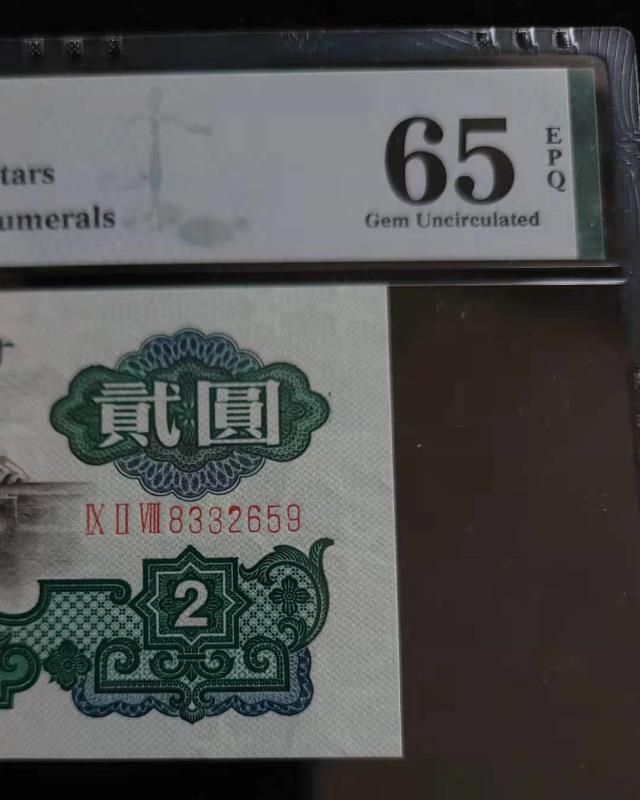 tars
umerals
65
EPQ
Gem Uncirculated
貳圓
IX II VIII 8332659
2